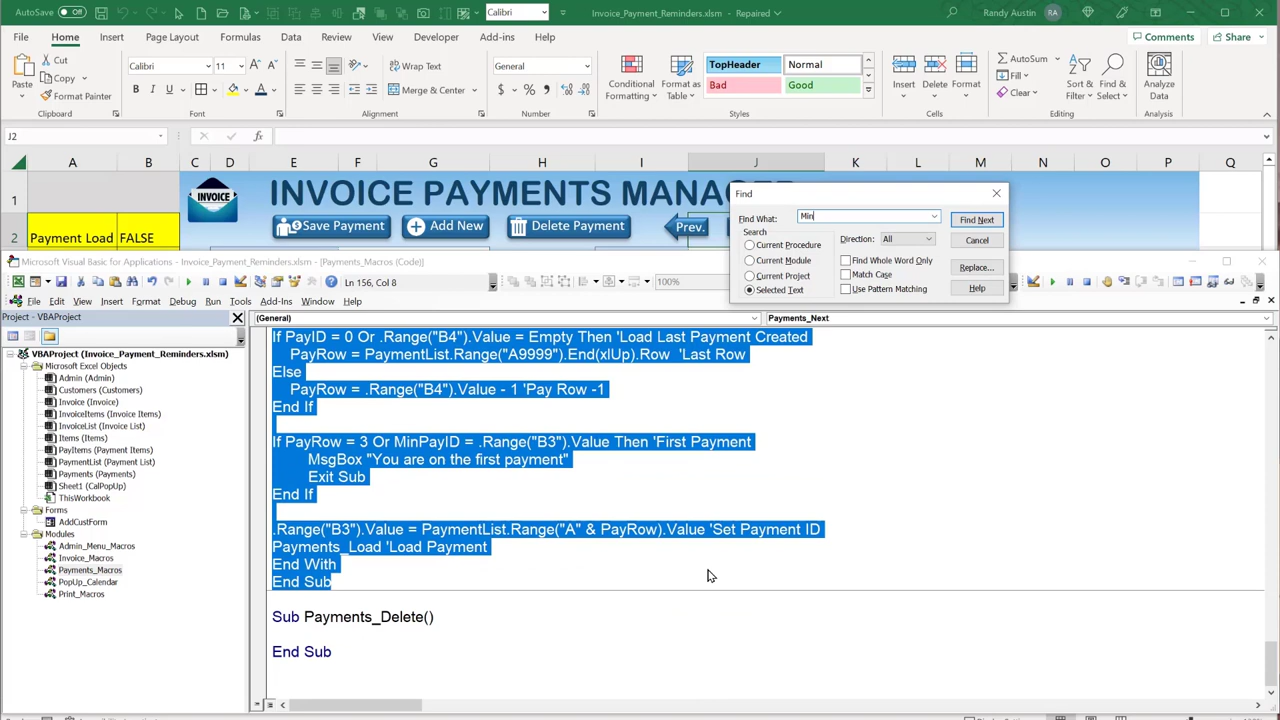 AutoSave Off Calibri Invoice_Payment_Reminders.xlsm - Repaired Randy Austin RA
File Home Insert Page Layout Formulas Data Review View Developer Add-ins Help Comments Share
Paste Cut Copy Format Painter
Calibri 11 Wrap Text Merge & Center General
Conditional Formatting Format as Table TopHeader Normal Bad Good
Insert Delete Format AutoSum Fill Clear Sort & Filter Find & Select Analyze Data
Clipboard Font Alignment Number Styles Cells Editing Analysis
J2
A B C D E F G H I J K L M N O P Q
1 INVOICE INVOICE PAYMENTS MANAGER
2 Payment Load FALSE Save Payment Add New Delete Payment Prev.
Find
Find What: Min Find Next
Search
Current Procedure
Current Module
Current Project
Selected Text
Direction: All
Find Whole Word Only
Match Case
Use Pattern Matching
Cancel
Replace...
Help
Microsoft Visual Basic for Applications - Invoice_Payment_Reminders.xlsm - [Payments_Macros (Code)]
Ln 156, Col 8 100%
File Edit View Insert Format Debug Run Tools Add-Ins Window Help
Project - VBAProject
VBAProject (Invoice_Payment_Reminders.xlsm)
Microsoft Excel Objects
Admin (Admin)
Customers (Customers)
Invoice (Invoice)
InvoiceItems (Invoice Items)
InvoiceList (Invoice List)
Items (Items)
PayItems (Payment Items)
PaymentList (Payment List)
Payments (Payments)
Sheet1 (CalPopUp)
ThisWorkbook
Forms
AddCustForm
Modules
Admin_Menu_Macros
Invoice_Macros
Payments_Macros
PopUp_Calendar
Print_Macros
(General) Payments_Next
If PayID = 0 Or .Range("B4").Value = Empty Then 'Load Last Payment Created
PayRow = PaymentList.Range("A9999").End(xlUp).Row 'Last Row
Else
PayRow = .Range("B4").Value - 1 'Pay Row -1
End If
If PayRow = 3 Or MinPayID = .Range("B3").Value Then 'First Payment
MsgBox "You are on the first payment"
Exit Sub
End If
.Range("B3").Value = PaymentList.Range("A" & PayRow).Value 'Set Payment ID
Payments_Load 'Load Payment
End With
End Sub
Sub Payments_Delete()
End Sub